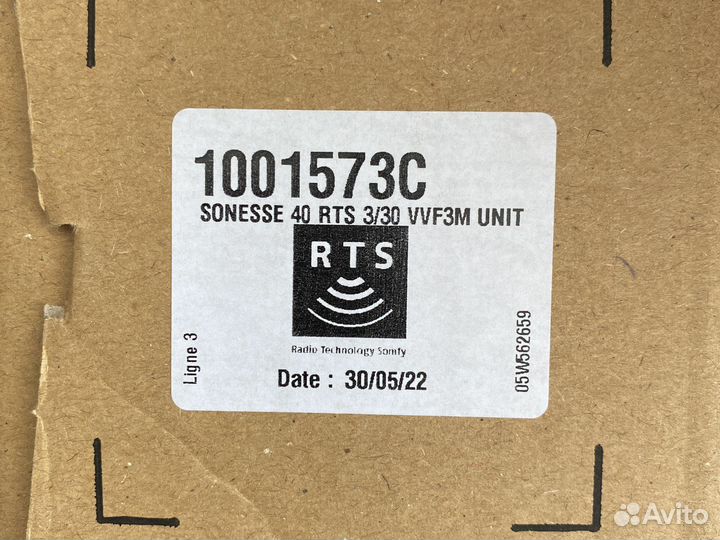 1001573C
SONESSE 40 RTS 3/30 VVF3M UNIT
RTS
Radio Technology Somfy
Ligne 3
Date : 30/05/22
05W562659
Avito